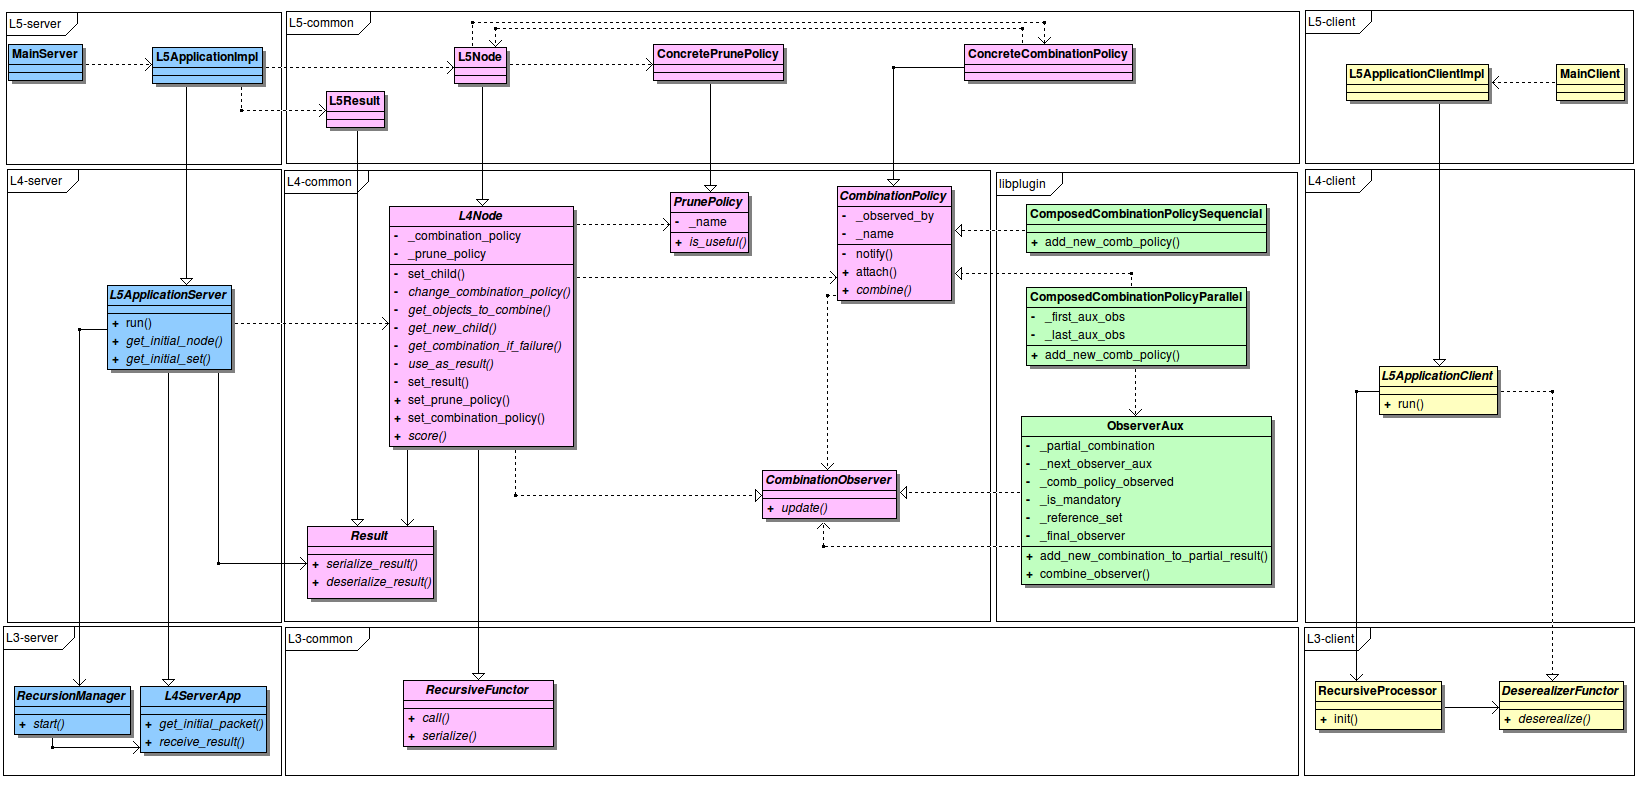 L5-server
MainServer
L5ApplicationImpl
L5-common
L5Node
ConcretePrunePolicy
ConcreteCombinationPolicy
L5Result
L5-client
L5ApplicationClientImpl
MainClient
L4-server
L5ApplicationServer
+ run()
+ get_initial_node()
+ get_initial_set()
L4-common
L4Node
- _combination_policy
- _prune_policy
- set_child()
- change_combination_policy()
- get_objects_to_combine()
- get_new_child()
- get_combination_if_failure()
- use_as_result()
- set_result()
+ set_prune_policy()
+ set_combination_policy()
+ score()
PrunePolicy
- _name
+ is_useful()
CombinationPolicy
- _observed_by
- _name
- notify()
+ attach()
+ combine()
CombinationObserver
+ update()
Result
+ serialize_result()
+ deserialize_result()
libplugin
ComposedCombinationPolicySequencial
+ add_new_comb_policy()
ComposedCombinationPolicyParallel
- _first_aux_obs
- _last_aux_obs
+ add_new_comb_policy()
ObserverAux
- _partial_combination
- _next_observer_aux
- _comb_policy_observed
- _is_mandatory
- _reference_set
- _final_observer
+ add_new_combination_to_partial_result()
+ combine_observer()
L4-client
L5ApplicationClient
+ run()
L3-server
RecursionManager
+ start()
L4ServerApp
+ get_initial_packet()
+ receive_result()
L3-common
RecursiveFunctor
+ call()
+ serialize()
L3-client
RecursiveProcessor
+ init()
DeserealizerFunctor
+ deserealize()